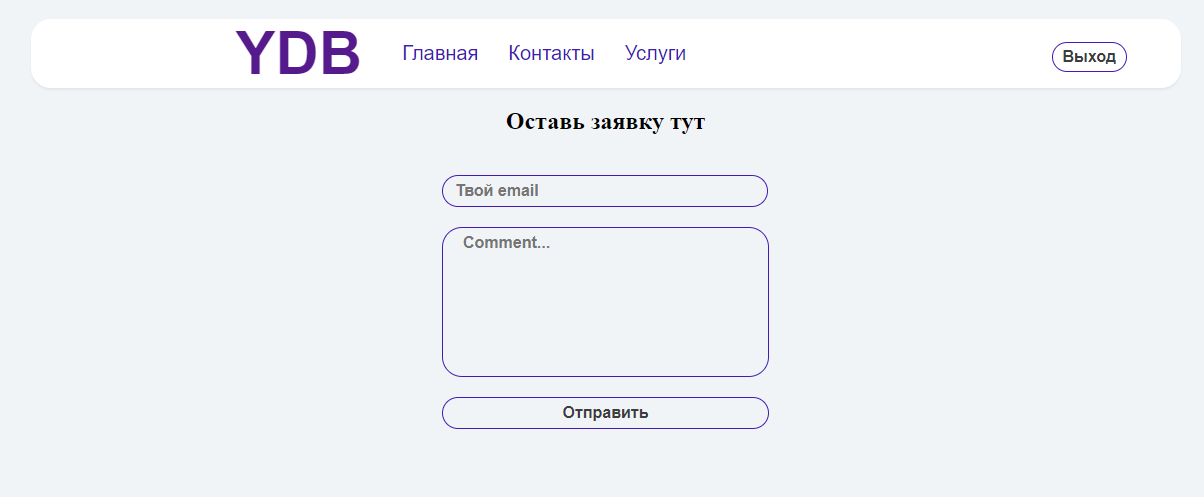 YDB Главная Контакты Услуги Выход
Оставь заявку тут
Твой email
Comment...
Отправить